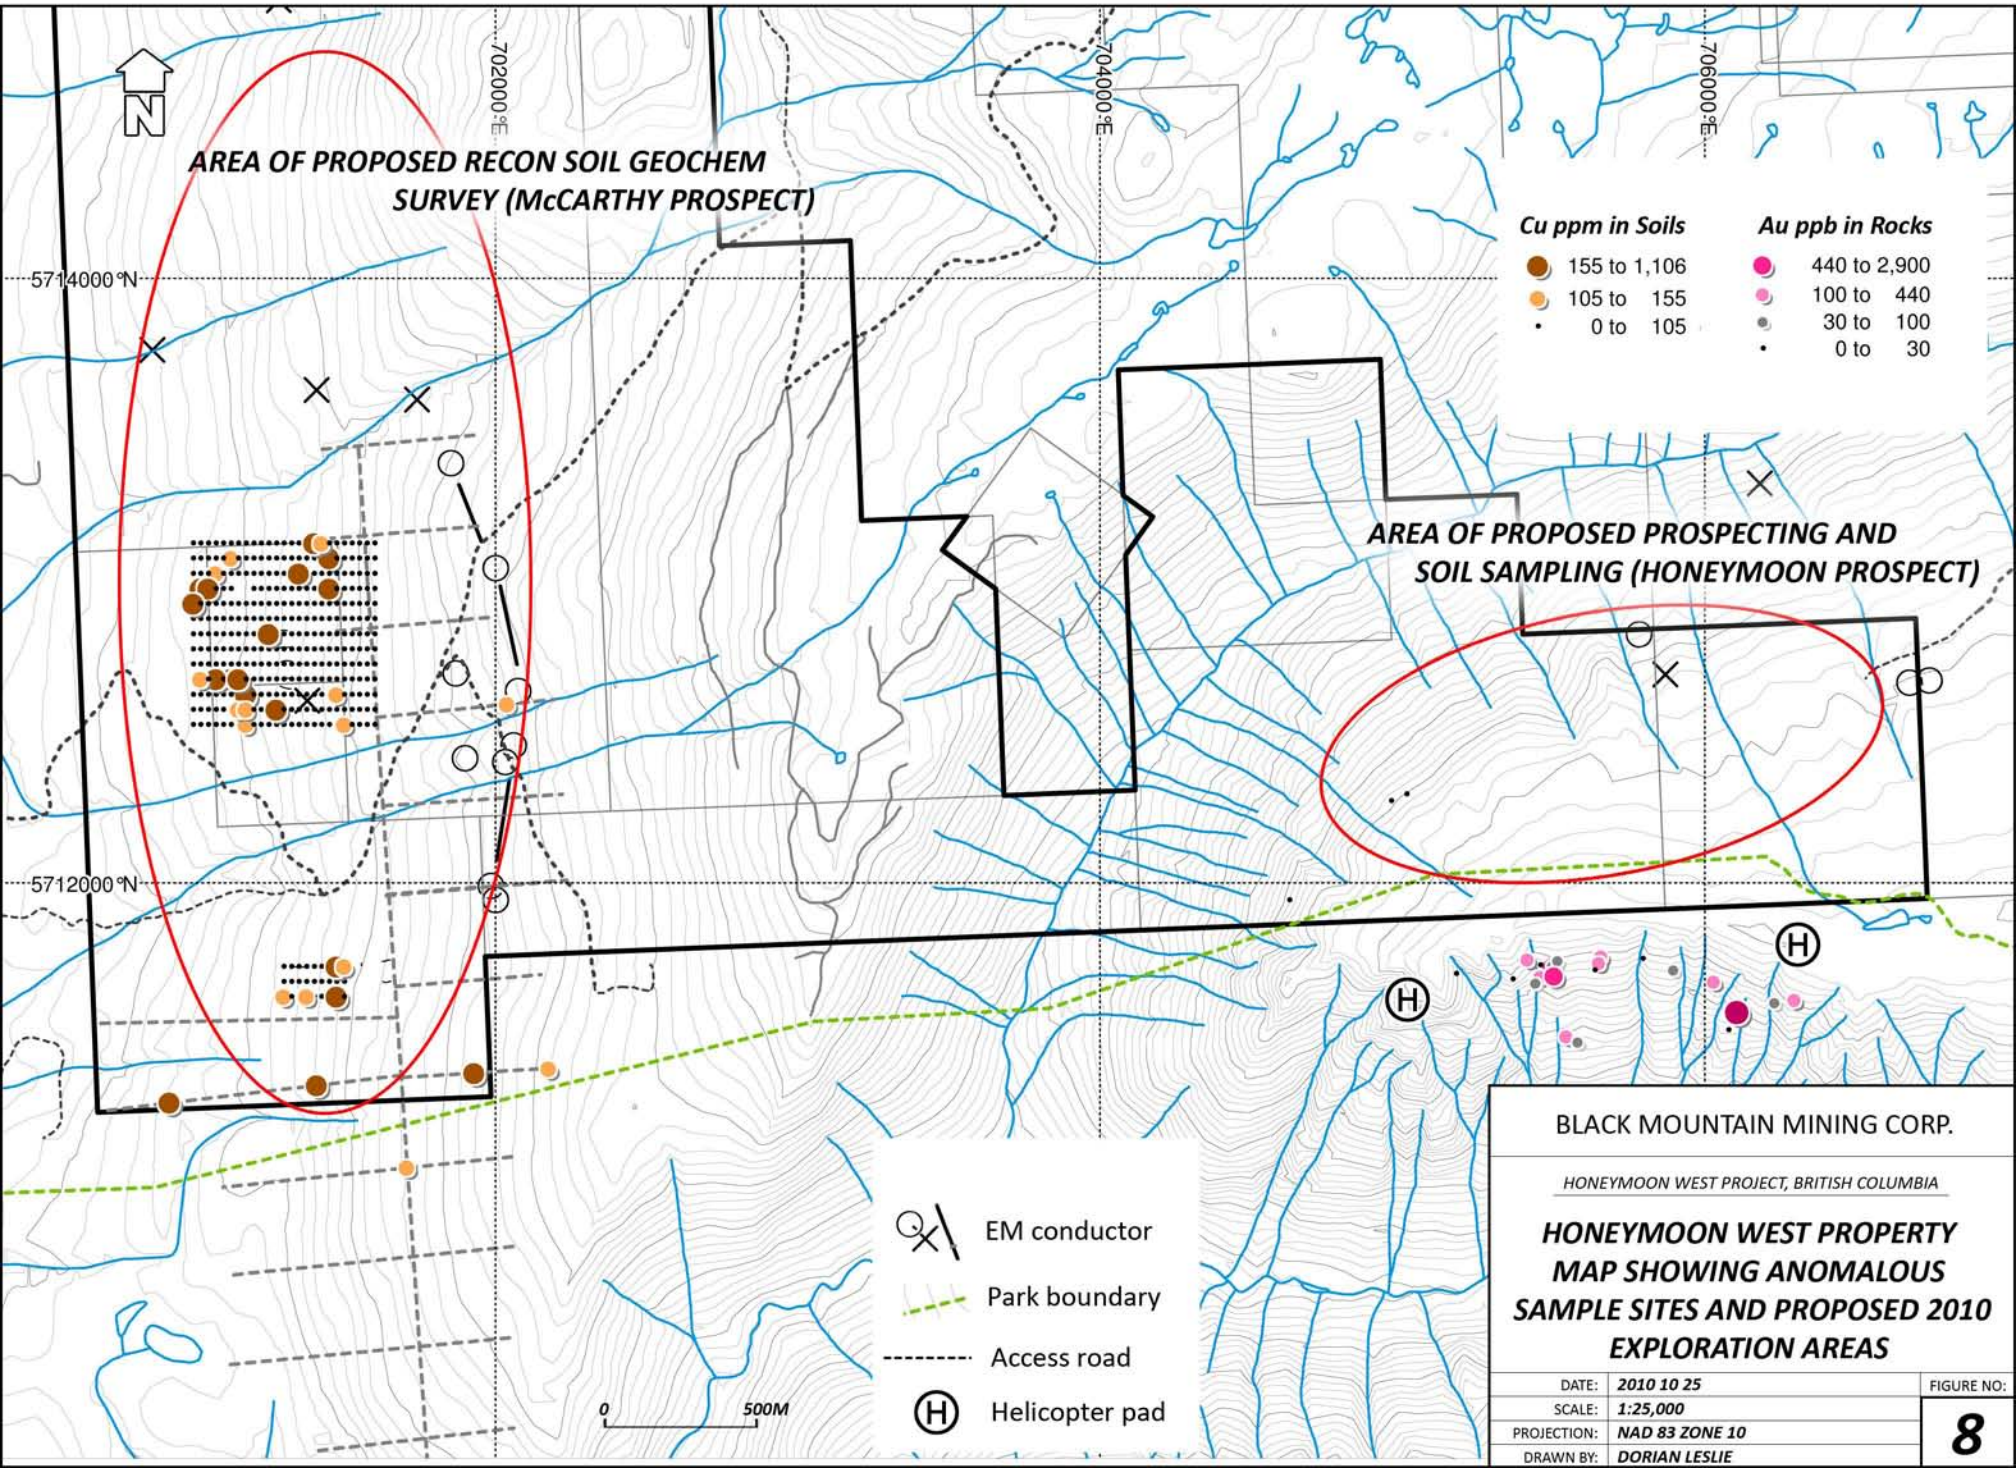 N
702000°E
704000°E
706000°E
AREA OF PROPOSED RECON SOIL GEOCHEM
SURVEY (McCARTHY PROSPECT)
Cu ppm in Soils
155 to 1,106
105 to 155
0 to 105
Au ppb in Rocks
440 to 2,900
100 to 440
30 to 100
0 to 30
5714000°N
AREA OF PROPOSED PROSPECTING AND
SOIL SAMPLING (HONEYMOON PROSPECT)
5712000°N
H
H
EM conductor
Park boundary
Access road
H Helicopter pad
0 500M
BLACK MOUNTAIN MINING CORP.
HONEYMOON WEST PROJECT, BRITISH COLUMBIA
HONEYMOON WEST PROPERTY
MAP SHOWING ANOMALOUS
SAMPLE SITES AND PROPOSED 2010
EXPLORATION AREAS
DATE: 2010 10 25
SCALE: 1:25,000
PROJECTION: NAD 83 ZONE 10
DRAWN BY: DORIAN LESLIE
FIGURE NO:
8